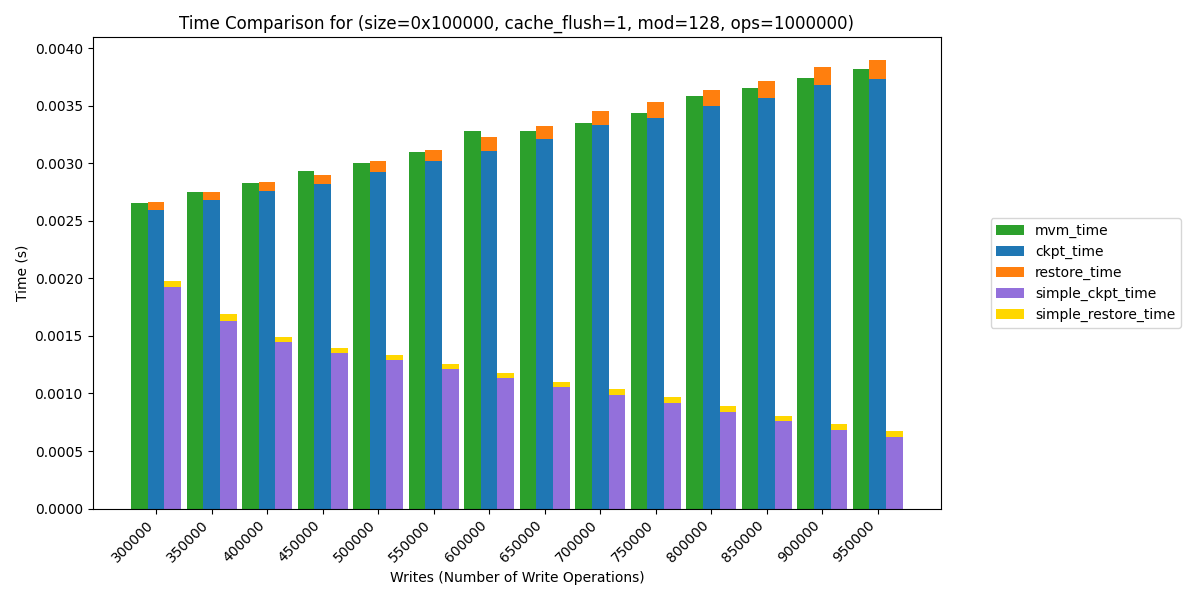 Time Comparison for (size=0x100000, cache_flush=1, mod=128, ops=1000000)
Time (s)
0.0040
0.0035
0.0030
0.0025
0.0020
0.0015
0.0010
0.0005
0.0000
300000
350000
400000
450000
500000
550000
600000
650000
700000
750000
800000
850000
900000
950000
Writes (Number of Write Operations)
mvm_time
ckpt_time
restore_time
simple_ckpt_time
simple_restore_time